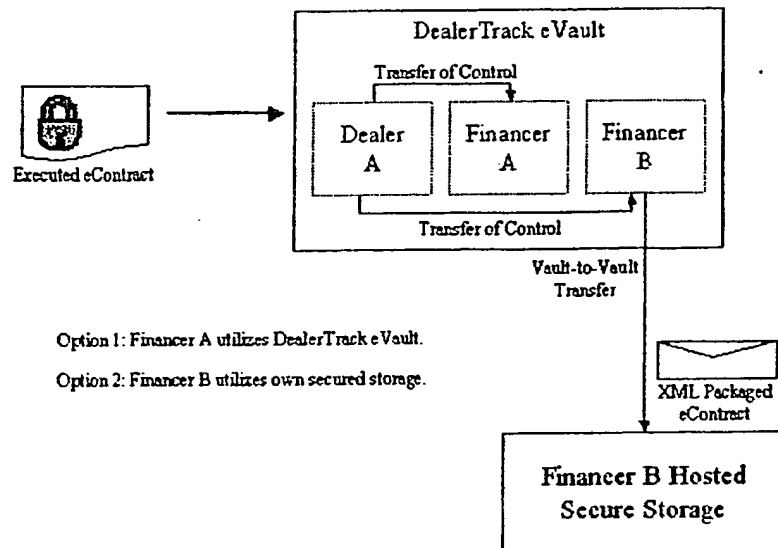 DealerTrack eVault
Transfer of Control
Dealer
A
Financer
A
Financer
B
Executed eContract
Transfer of Control
Vault-to-Vault
Transfer
Option 1: Financer A utilizes DealerTrack eVault.
Option 2: Financer B utilizes own secured storage.
XML Packaged
eContract
Financer B Hosted
Secure Storage